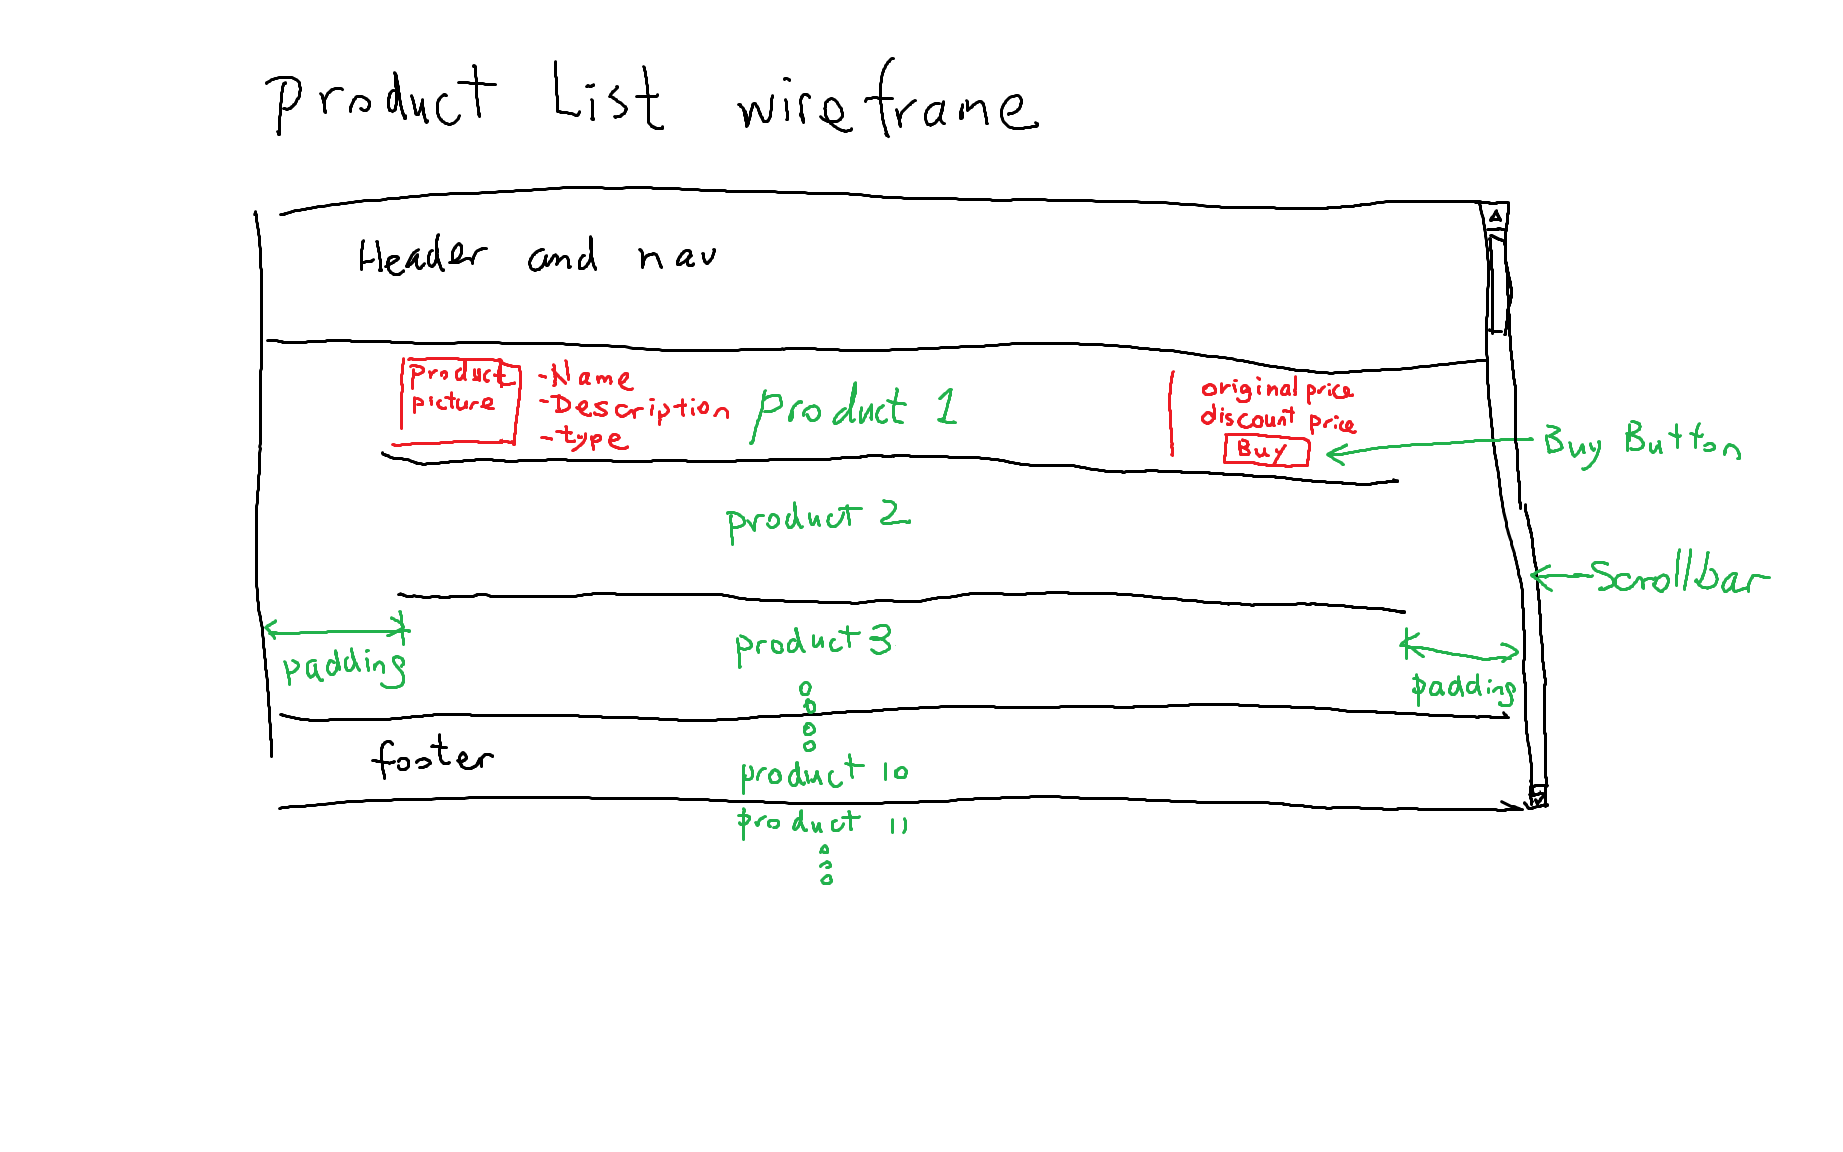 Product List wireframe
Header and nav
Product
picture
-Name
-Description
-type
product 1
original price
discount price
Buy
Buy Button
product 2
Scrollbar
product 3
padding
padding
footer
product 10
product 11